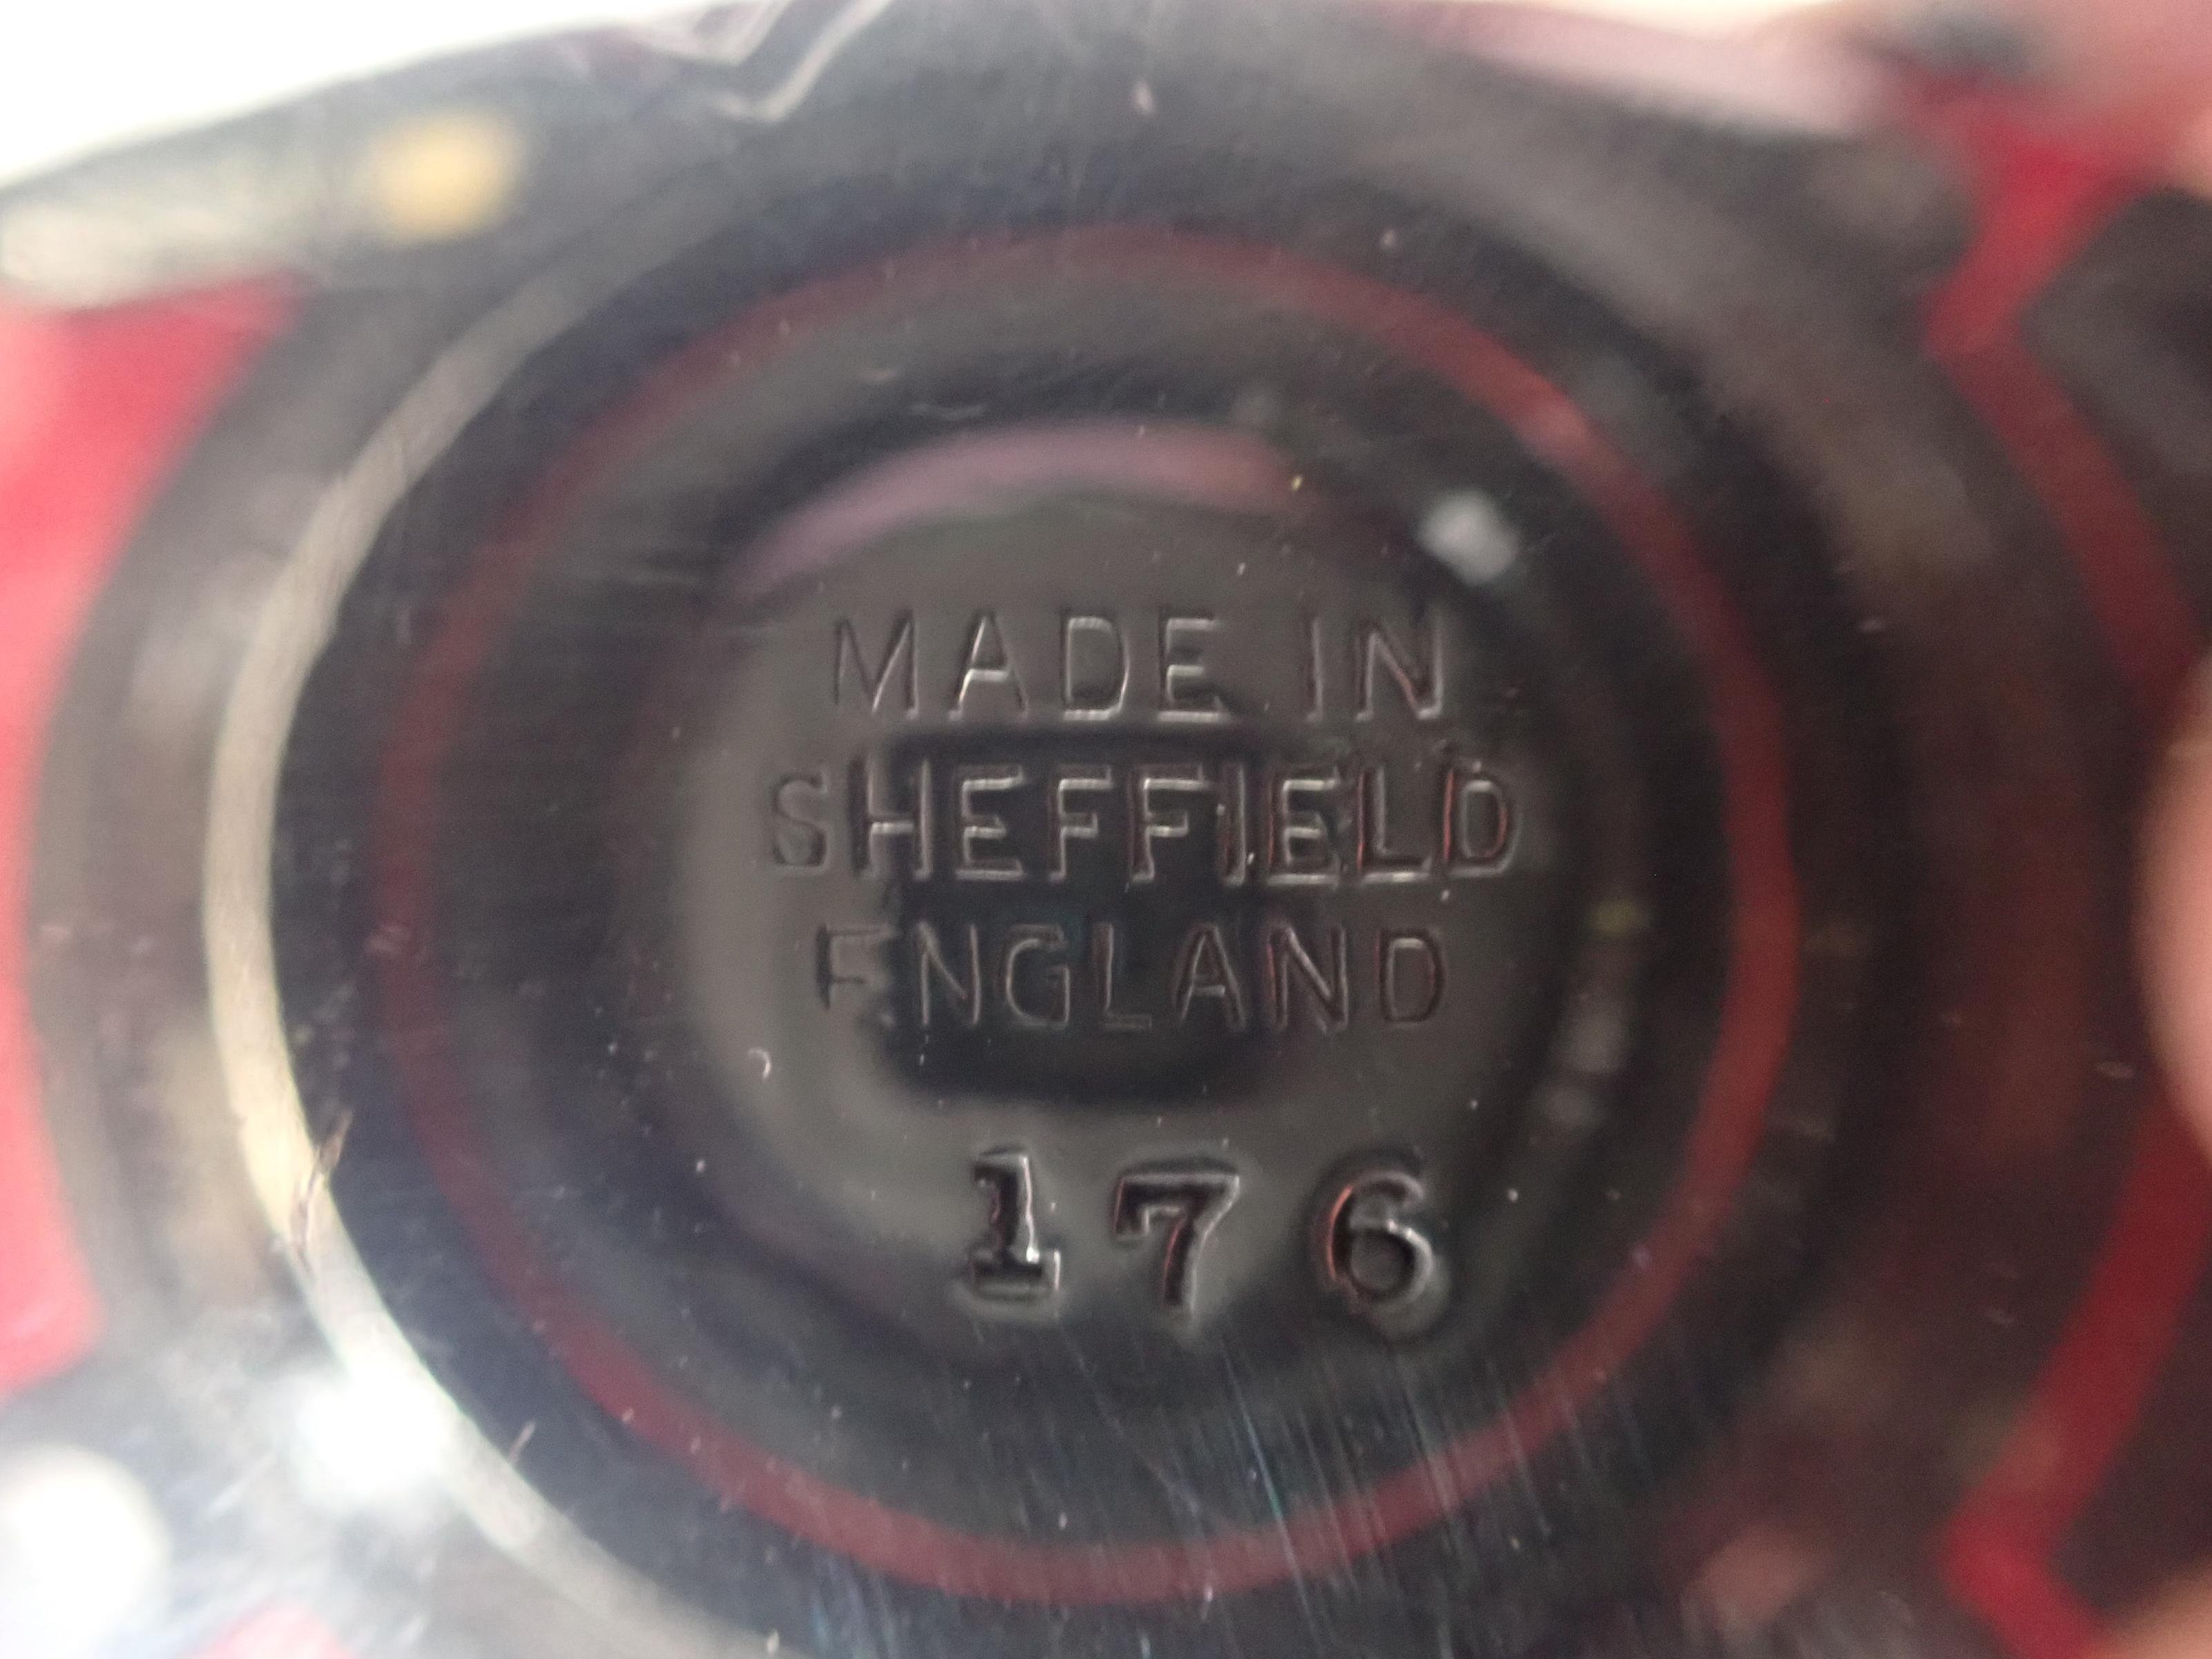 MADE IN
SHEFFIELD
ENGLAND
176